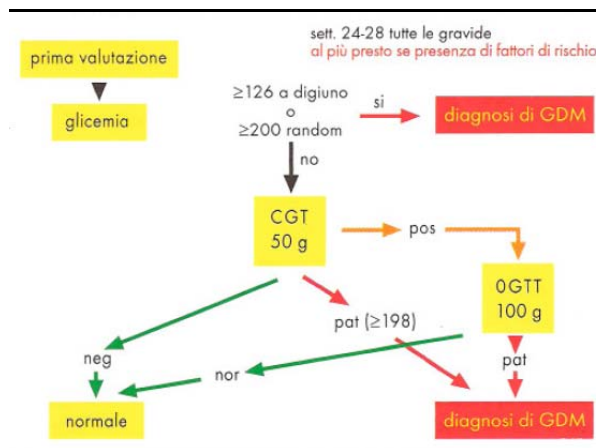 sett. 24-28 tutte le gravide
al più presto se presenza di fattori di rischio
prima valutazione
glicemia
≥126 a digiuno
o
≥200 random
si
diagnosi di GDM
no
CGT
50 g
pos
OGTT
100 g
pat (≥198)
neg
nor
pat
normale
diagnosi di GDM